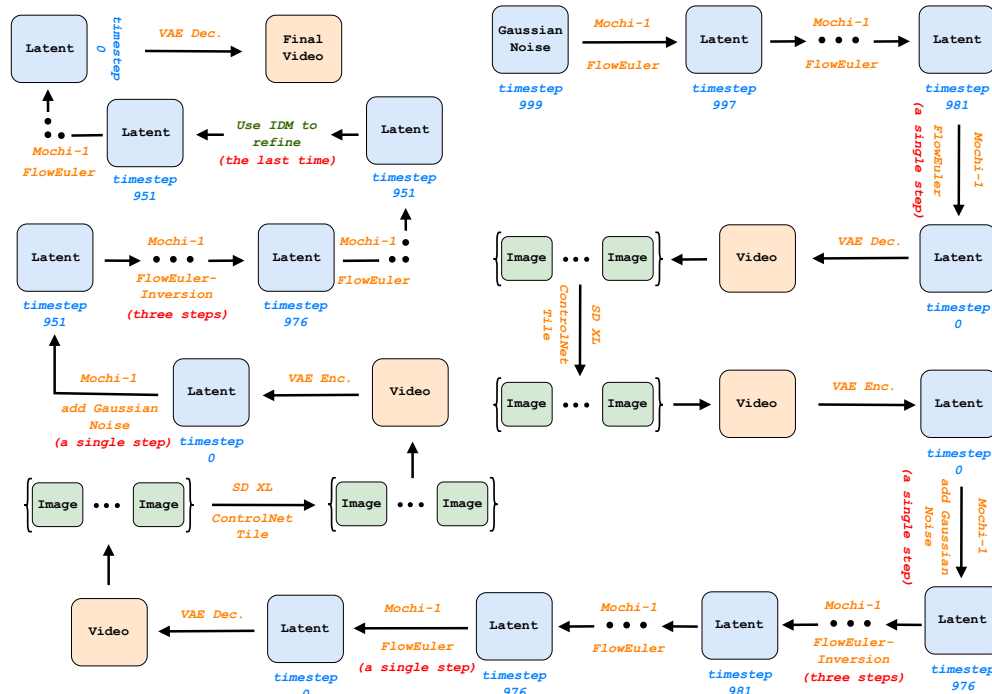 Gaussian
Noise
timestep
999
Mochi-1
FlowEuler
Latent
timestep
997
Mochi-1
FlowEuler
Latent
timestep
981
Mochi-1
FlowEuler
(a single step)
Latent
timestep
0
VAE Dec.
Video
{ Image ... Image }
SD XL
ControlNet
Tile
{ Image ... Image }
Video
VAE Enc.
Latent
timestep
0
Mochi-1
add Gaussian
Noise
(a single step)
Latent
timestep
976
Mochi-1
FlowEuler-
Inversion
(three steps)
Latent
timestep
981
Mochi-1
FlowEuler
Latent
timestep
976
Mochi-1
FlowEuler
(a single step)
Latent
timestep
0
VAE Dec.
Video
{ Image ... Image }
SD XL
ControlNet
Tile
{ Image ... Image }
Video
VAE Enc.
Latent
timestep
0
Mochi-1
add Gaussian
Noise
(a single step)
Latent
timestep
951
Mochi-1
FlowEuler-
Inversion
(three steps)
Latent
timestep
976
Mochi-1
FlowEuler
Latent
timestep
951
Use IDM to
refine
(the last time)
Latent
timestep
951
Mochi-1
FlowEuler
Latent
timestep
0
VAE Dec.
Final
Video